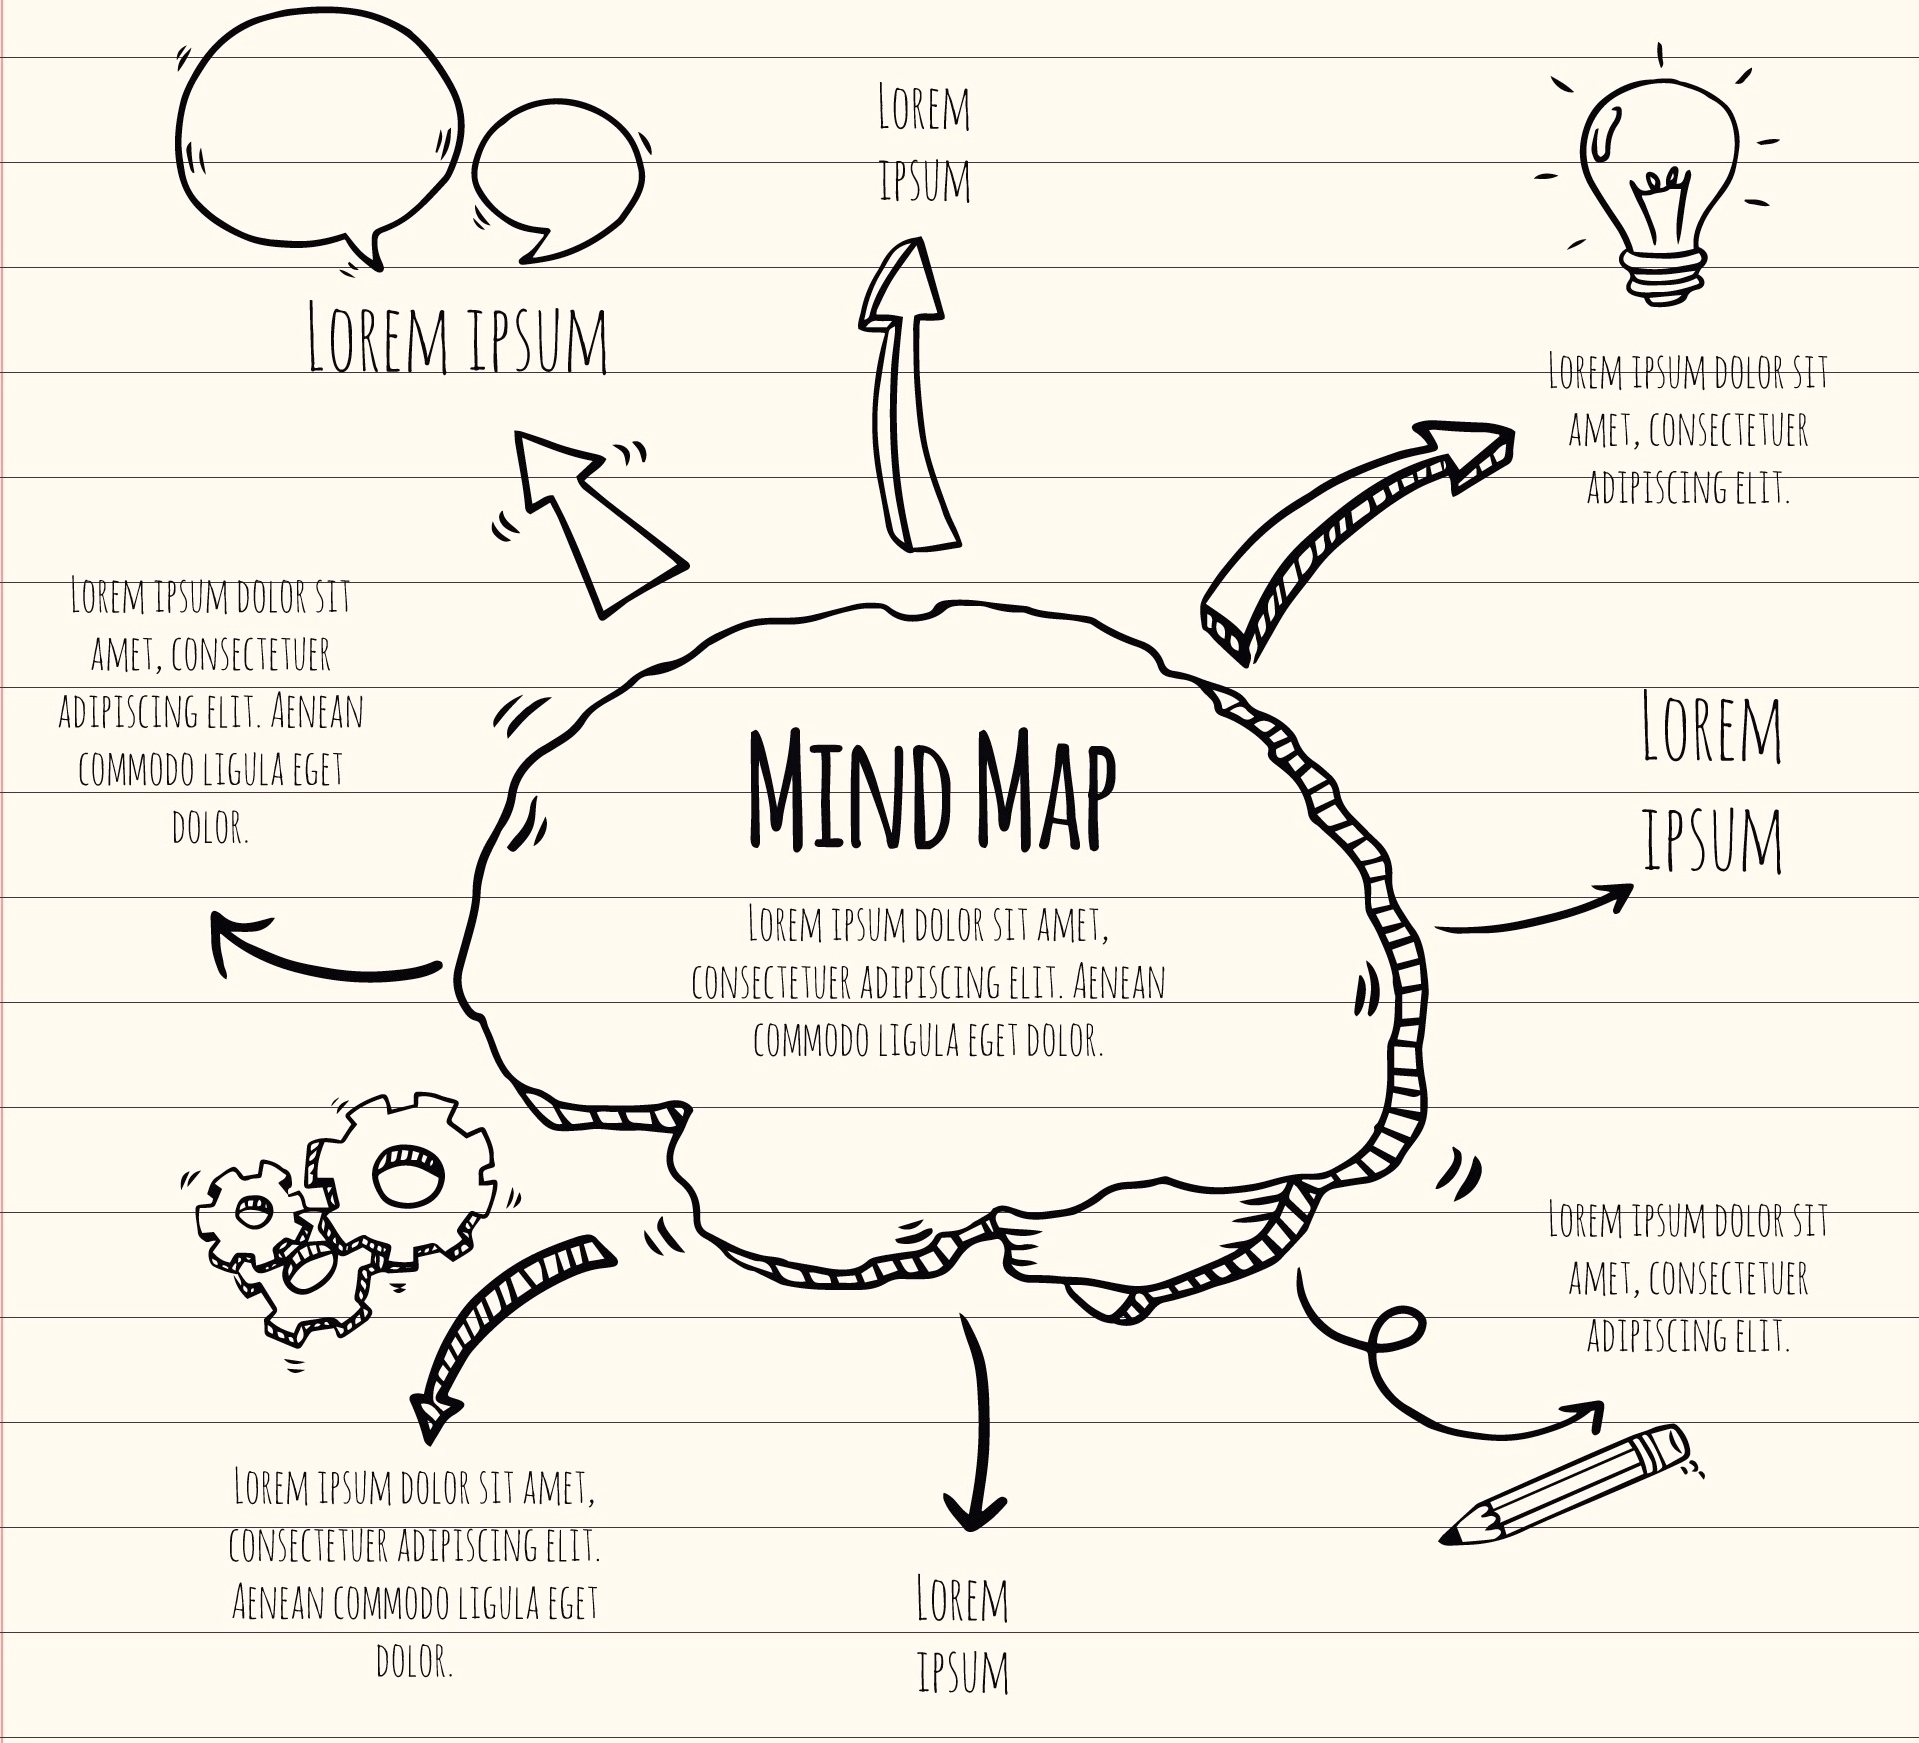 Lorem
ipsum
Lorem ipsum
Lorem ipsum dolor sit
amet, consectetuer
adipiscing elit.
Lorem ipsum dolor sit
amet, consectetuer
adipiscing elit. Aenean
commodo ligula eget
dolor.
Mind Map
Lorem ipsum dolor sit amet,
consectetuer adipiscing elit. Aenean
commodo ligula eget dolor.
Lorem
ipsum
Lorem ipsum dolor sit
amet, consectetuer
adipiscing elit.
Lorem ipsum dolor sit amet,
consectetuer adipiscing elit.
Aenean commodo ligula eget
dolor.
Lorem
ipsum